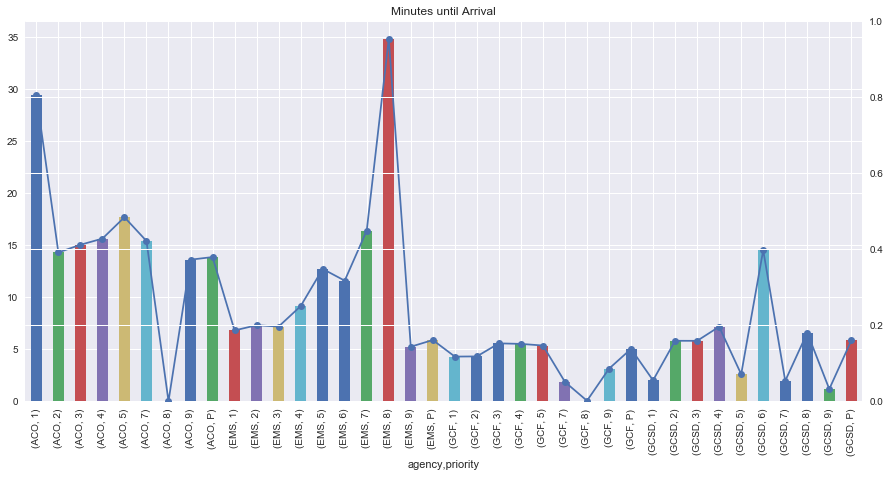 Minutes until Arrival
35
30
25
20
15
10
5
0
1.0
0.8
0.6
0.4
0.2
0.0
(ACO, 1)
(ACO, 2)
(ACO, 3)
(ACO, 4)
(ACO, 5)
(ACO, 7)
(ACO, 8)
(ACO, 9)
(ACO, P)
(EMS, 1)
(EMS, 2)
(EMS, 3)
(EMS, 4)
(EMS, 5)
(EMS, 6)
(EMS, 7)
(EMS, 8)
(EMS, 9)
(EMS, P)
(GCF, 1)
(GCF, 2)
(GCF, 3)
(GCF, 4)
(GCF, 5)
(GCF, 7)
(GCF, 8)
(GCF, 9)
(GCF, P)
(GCSD, 1)
(GCSD, 2)
(GCSD, 3)
(GCSD, 4)
(GCSD, 5)
(GCSD, 6)
(GCSD, 7)
(GCSD, 8)
(GCSD, 9)
(GCSD, P)
agency,priority